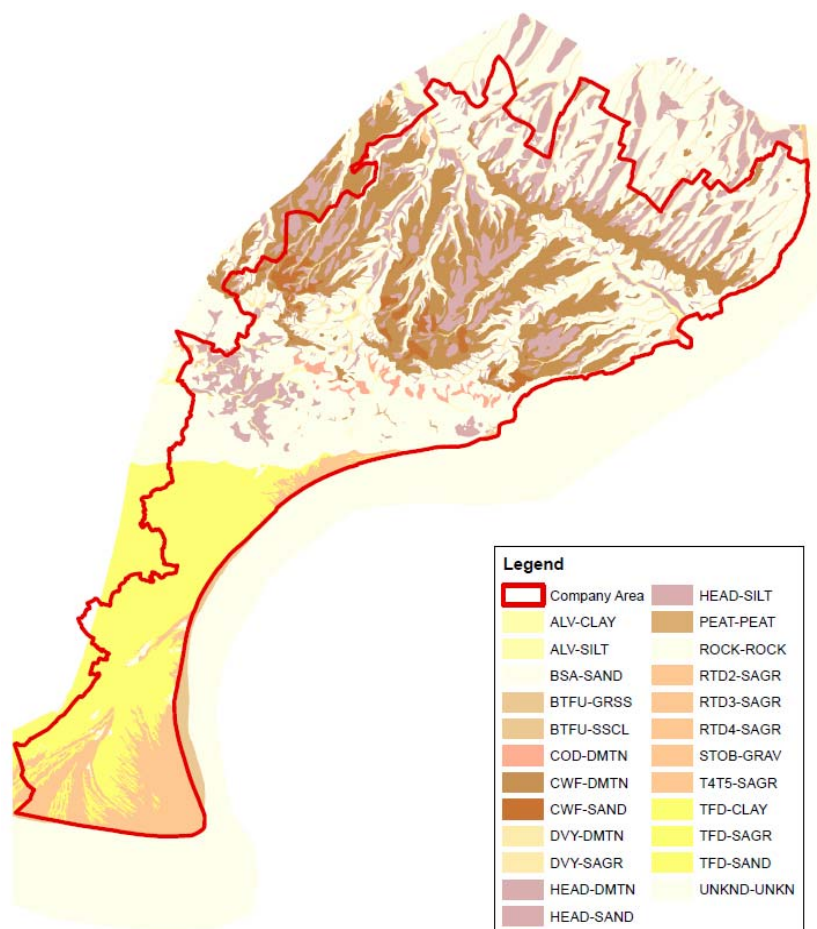 Legend
Company Area
ALV-CLAY
ALV-SILT
BSA-SAND
BTFU-GRSS
BTFU-SSCL
COD-DMTN
CWF-DMTN
CWF-SAND
DVY-DMTN
DVY-SAGR
HEAD-DMTN
HEAD-SAND
HEAD-SILT
PEAT-PEAT
ROCK-ROCK
RTD2-SAGR
RTD3-SAGR
RTD4-SAGR
STOB-GRAV
T4T5-SAGR
TFD-CLAY
TFD-SAGR
TFD-SAND
UNKND-UNKN